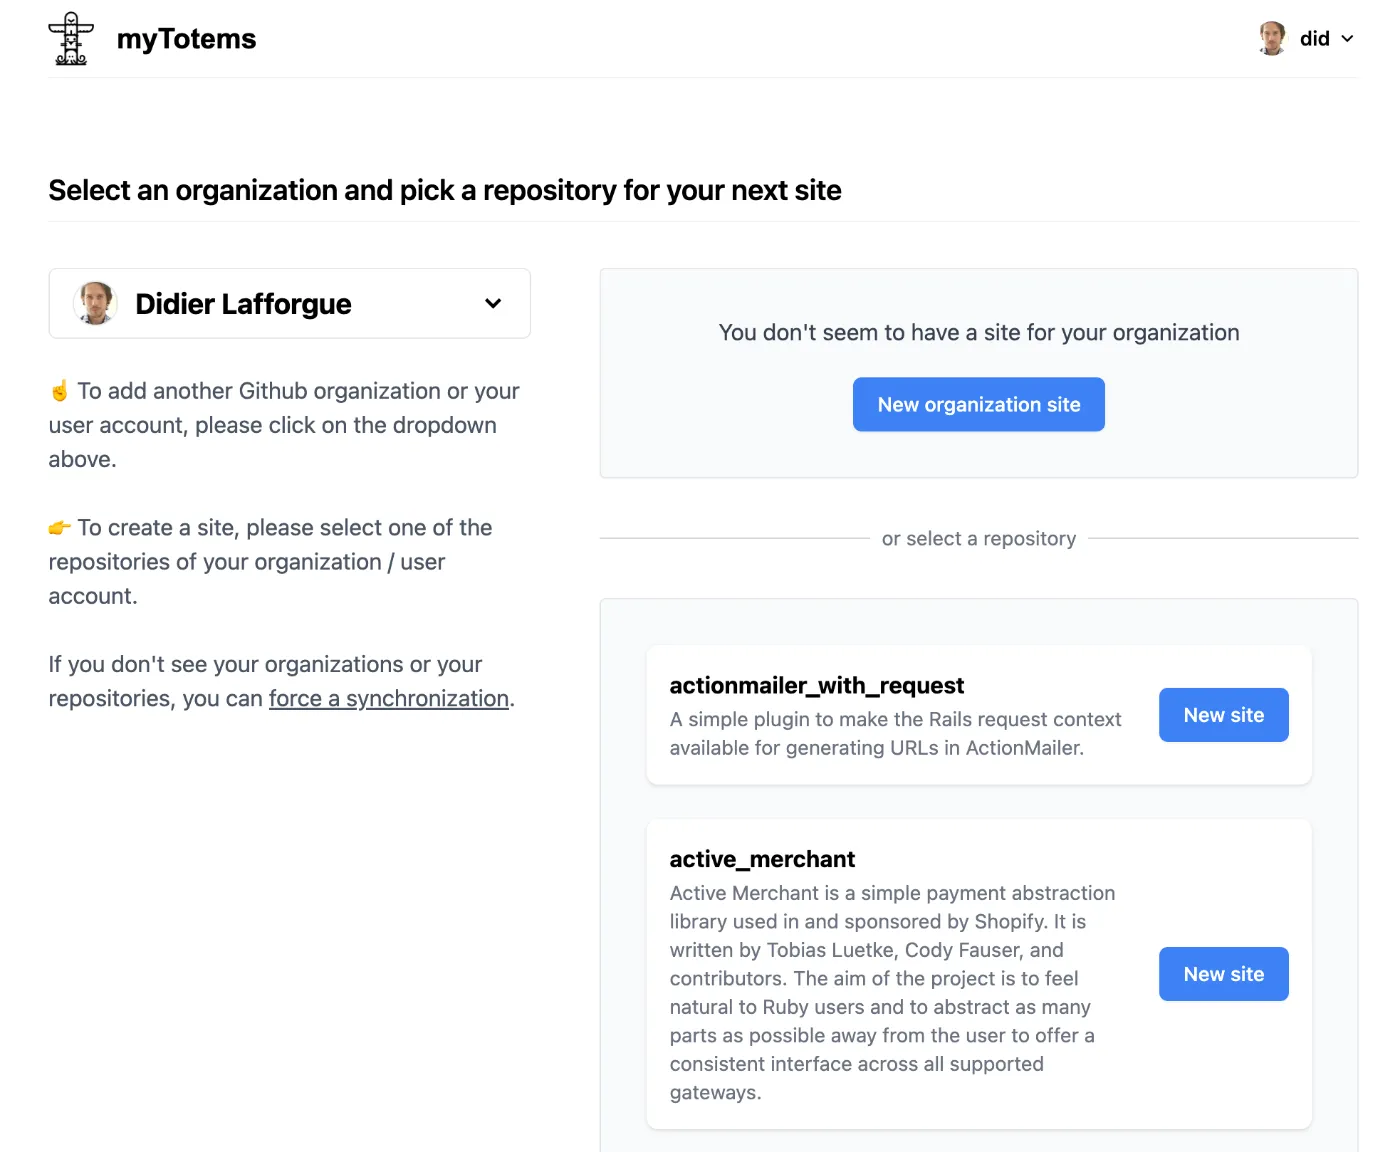 myTotems
did
Select an organization and pick a repository for your next site
Didier Lafforgue
☝️ To add another Github organization or your
user account, please click on the dropdown
above.
👉 To create a site, please select one of the
repositories of your organization / user
account.
If you don't see your organizations or your
repositories, you can force a synchronization.
You don't seem to have a site for your organization
New organization site
or select a repository
actionmailer_with_request
A simple plugin to make the Rails request context
available for generating URLs in ActionMailer.
New site
active_merchant
Active Merchant is a simple payment abstraction
library used in and sponsored by Shopify. It is
written by Tobias Luetke, Cody Fauser, and
contributors. The aim of the project is to feel
natural to Ruby users and to abstract as many
parts as possible away from the user to offer a
consistent interface across all supported
gateways.
New site